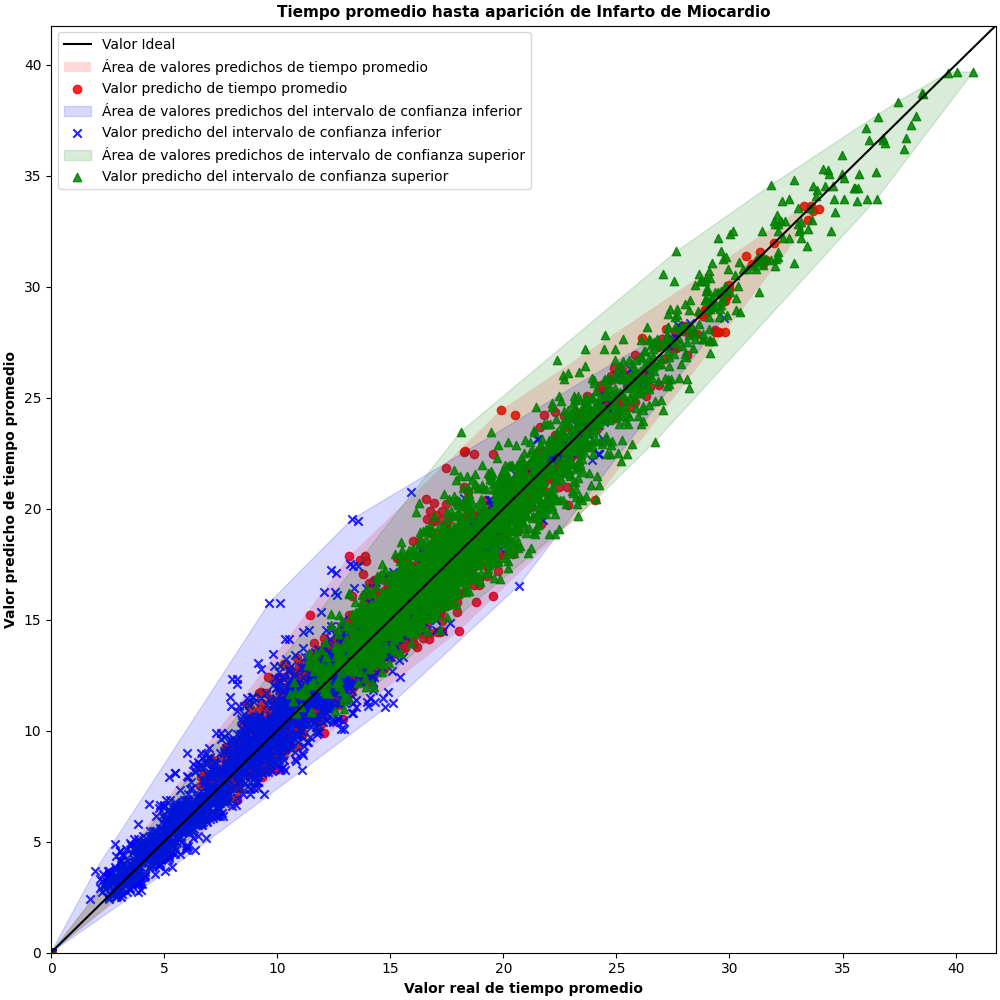 Tiempo promedio hasta aparición de Infarto de Miocardio
Valor Ideal
Área de valores predichos de tiempo promedio
Valor predicho de tiempo promedio
Área de valores predichos del intervalo de confianza inferior
Valor predicho del intervalo de confianza inferior
Área de valores predichos de intervalo de confianza superior
Valor predicho del intervalo de confianza superior
Valor predicho de tiempo promedio
40
35
30
25
20
15
10
5
0
0 5 10 15 20 25 30 35 40
Valor real de tiempo promedio